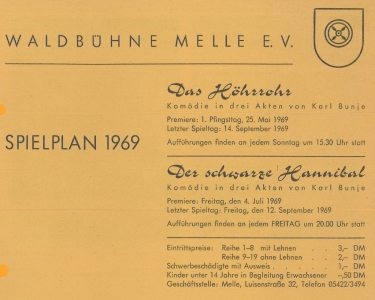 WALDBÜHNE MELLE E.V.
SPIELPLAN 1969
Das Höhrrohr
Komödie in drei Akten von Karl Bunje
Premiere: 1. Pfingsttag, 25. Mai 1969
Letzter Spieltag: 14. September 1969
Aufführungen finden an jedem Sonntag um 15.30 Uhr statt
Der schwarze Hannibal
Komödie in drei Akten von Karl Bunje
Premiere: Freitag, den 4. Juli 1969
Letzter Spieltag: Freitag, den 12. September 1969
Aufführungen finden an jedem FREITAG um 20.00 Uhr statt
Eintrittspreise: Reihe 1–8 mit Lehnen . . . 3,– DM
Reihe 9–19 ohne Lehnen . . 2,– DM
Schwerbeschädigte mit Ausweis . . . . 1,– DM
Kinder unter 14 Jahre in Begleitung Erwachsener –,50 DM
Geschäftstelle: Melle, Luisenstraße 32, Telefon 05422/3494